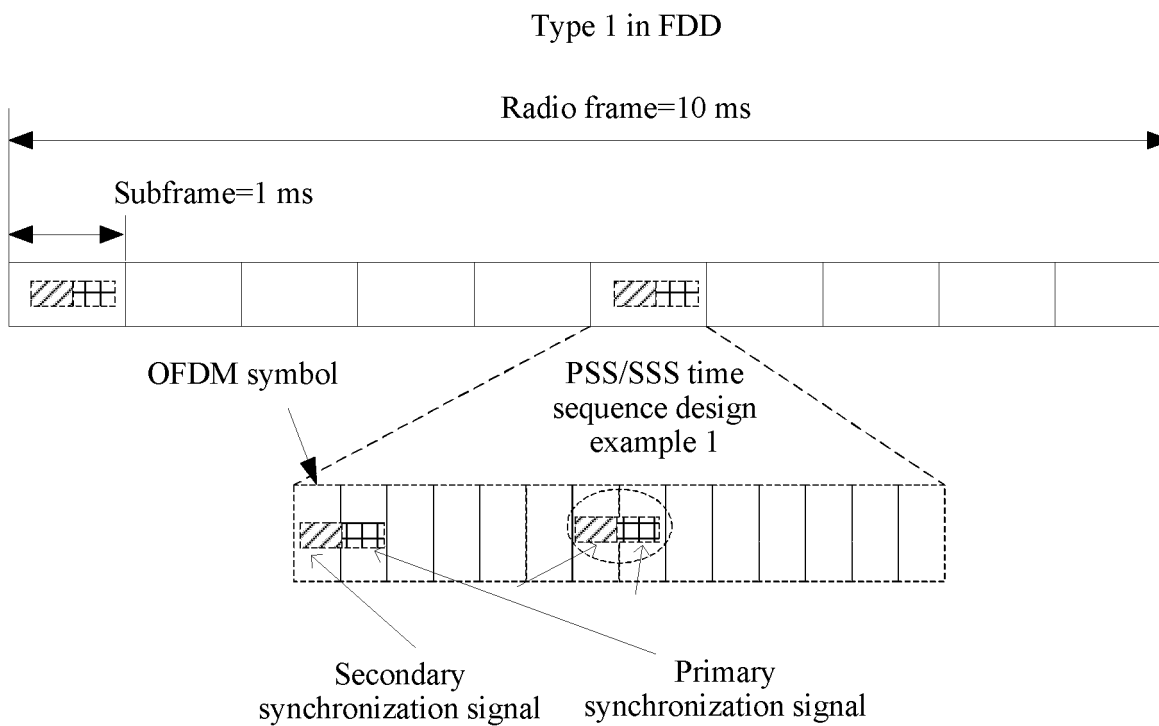 Type 1 in FDD
Radio frame=10 ms
Subframe=1 ms
OFDM symbol
PSS/SSS time
sequence design
example 1
Secondary
synchronization signal
Primary
synchronization signal